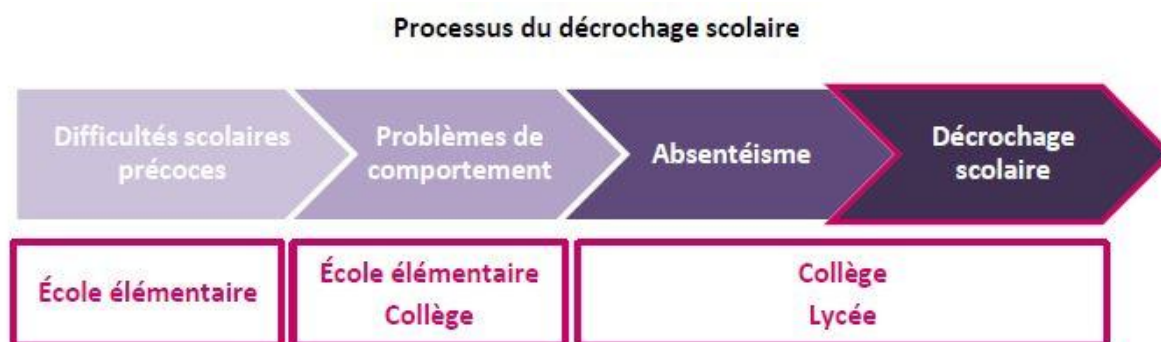 Processus du décrochage scolaire
Difficultés scolaires
précoces
Problèmes de
comportement
Absentéisme
Décrochage
scolaire
École élémentaire
École élémentaire
Collège
Collège
Lycée